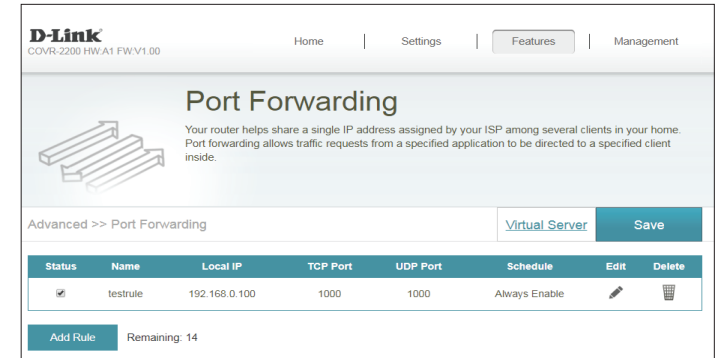 D-Link
COVR-2200 HW:A1 FW:V1.00
Home Settings Features Management
Port Forwarding
Your router helps share a single IP address assigned by your ISP among several clients in your home.
Port forwarding allows traffic requests from a specified application to be directed to a specified client
inside.
Advanced >> Port Forwarding Virtual Server Save
Status Name Local IP TCP Port UDP Port Schedule Edit Delete
testrule 192.168.0.100 1000 1000 Always Enable
Add Rule Remaining: 14